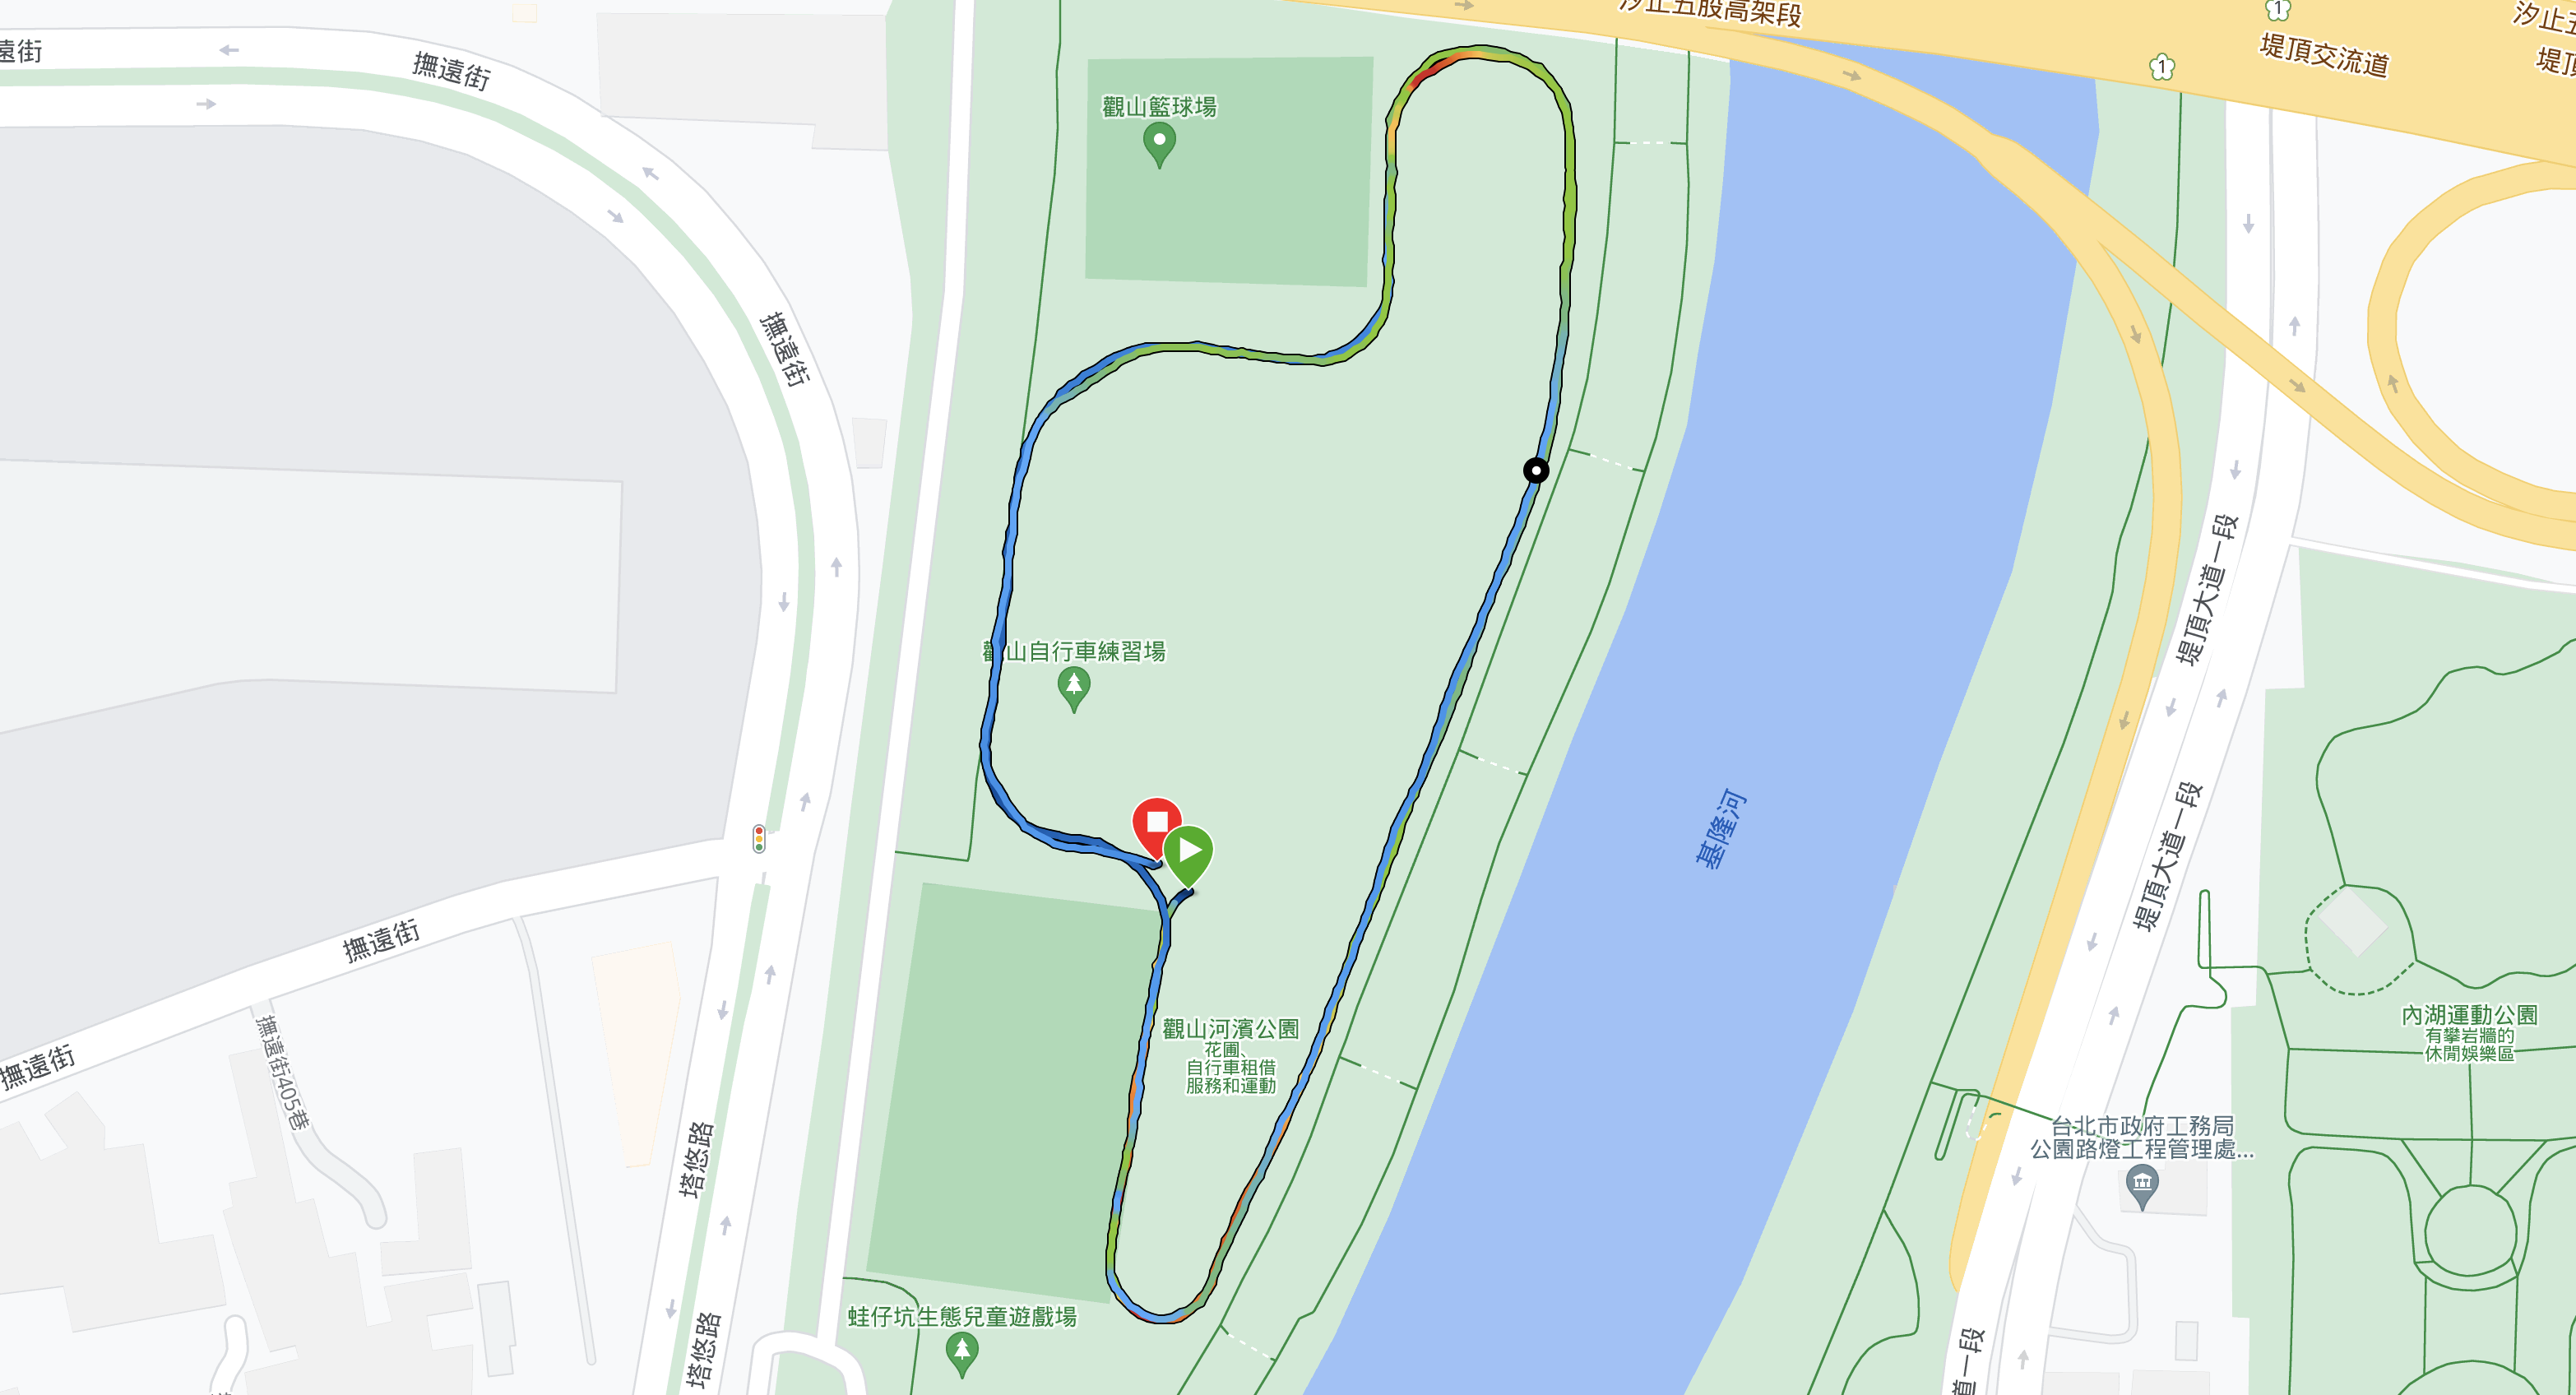 汐止五股高架段
1
遠街
撫遠街
堤頂交流道
1
觀山籃球場
撫遠街
堤頂大道一段
觀山自行車練習場
基隆河
堤頂大道一段
撫遠街
觀山河濱公園
花圃、
自行車租借
服務和運動
內湖運動公園
有攀岩牆的
休閒娛樂區
撫遠街
撫遠街405巷
台北市政府工務局
公園路燈工程管理處...
塔悠路
蛙仔坑生態兒童遊戲場
塔悠路
道一段